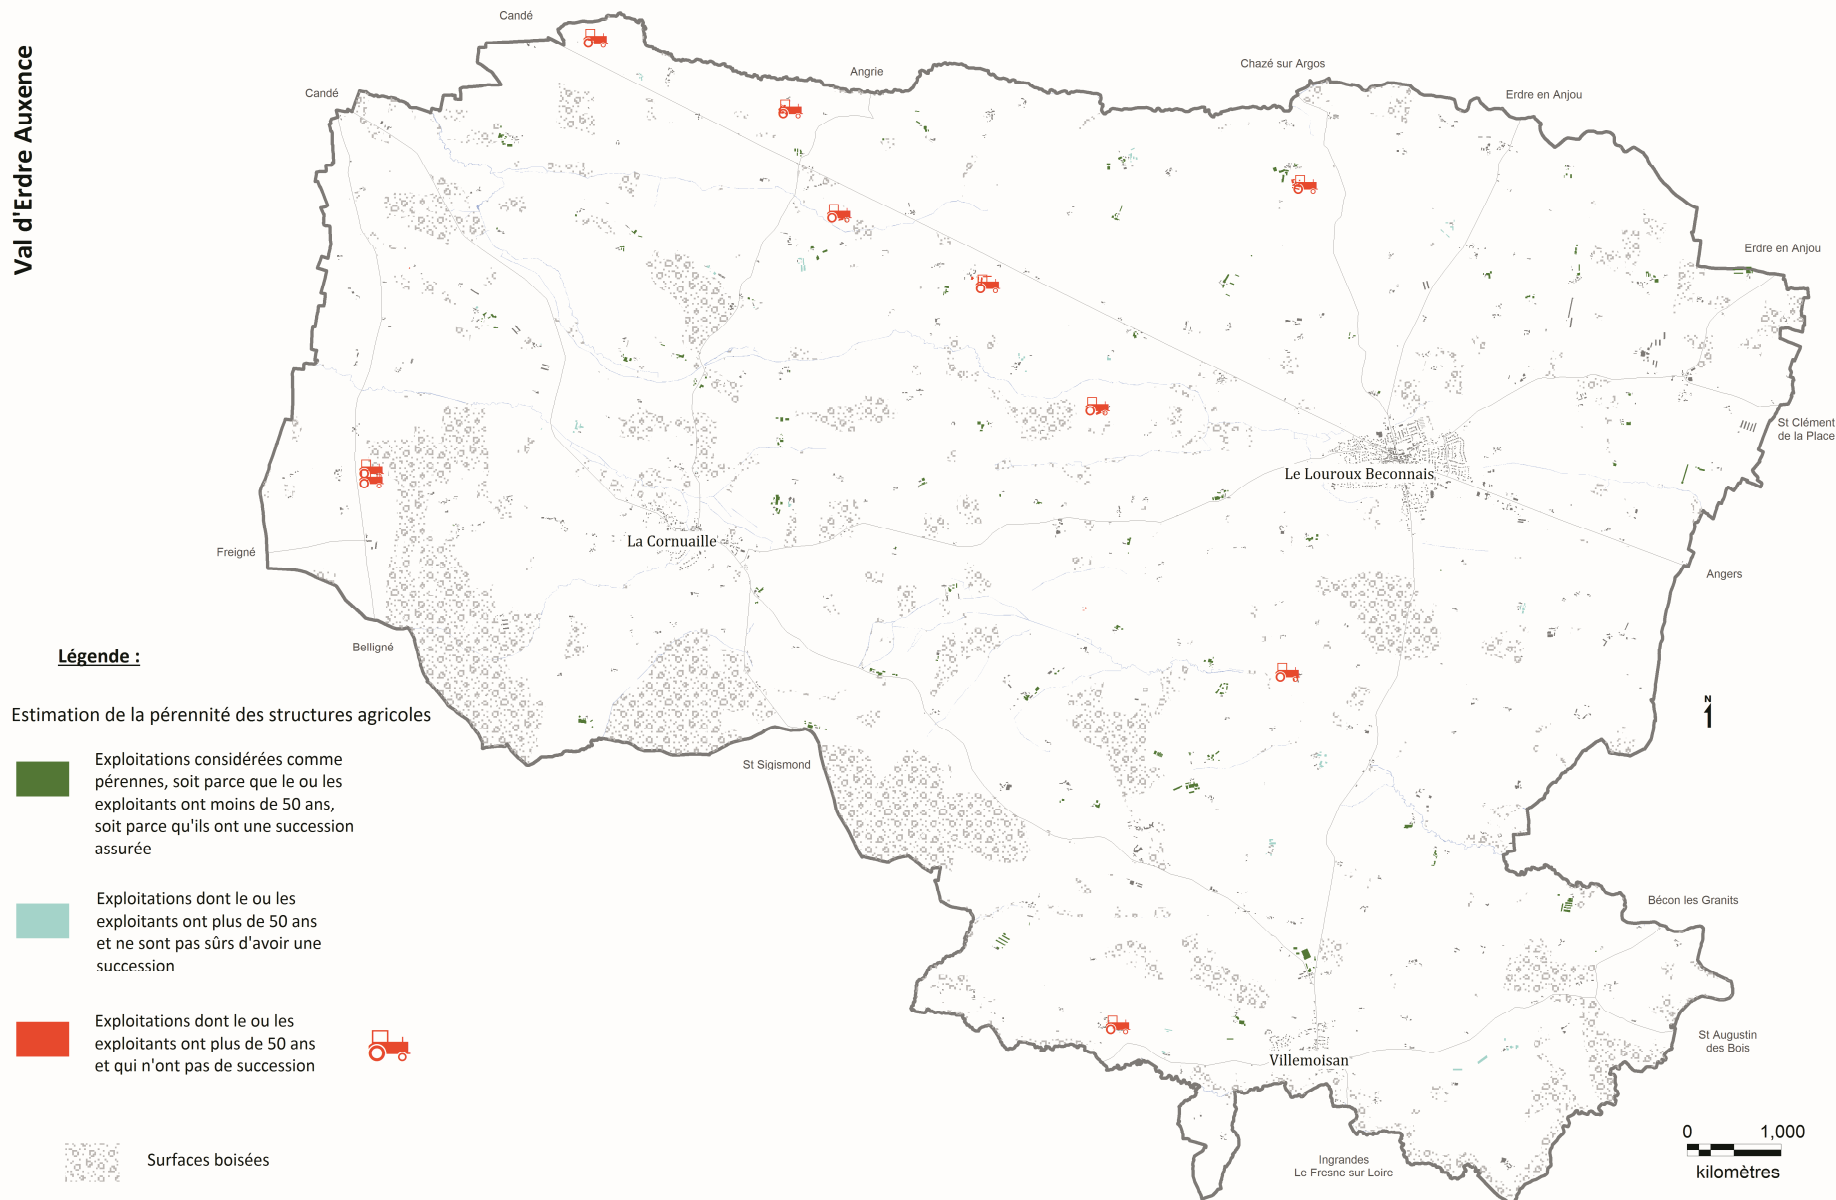 Val d'Erdre Auxence
Candé
Candé
Angrie
Chazé sur Argos
Erdre en Anjou
Erdre en Anjou
St Clément
de la Place
Le Louroux Beconnais
La Cornuaille
Freigné
Angers
Belligné
St Sigismond
Bécon les Granits
St Augustin
des Bois
Villemoisan
Ingrandes
Le Fresne sur Loire
Légende :
Estimation de la pérennité des structures agricoles
Exploitations considérées comme
pérennes, soit parce que le ou les
exploitants ont moins de 50 ans,
soit parce qu'ils ont une succession
assurée
Exploitations dont le ou les
exploitants ont plus de 50 ans
et ne sont pas sûrs d'avoir une
succession
Exploitations dont le ou les
exploitants ont plus de 50 ans
et qui n'ont pas de succession
Surfaces boisées
N
0 1,000
kilomètres